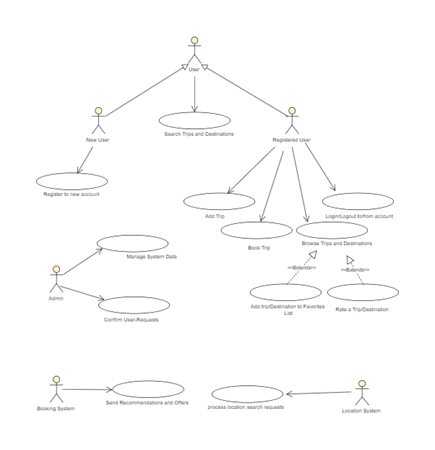 User
New User
Search Trips and Destinations
Registered User
Register to new account
Add Trip
Login/Logout to/from account
Book Trip
Browse Trips and Destinations
Manage System Data
<<Extends>>
<<Extends>>
Admin
Add trip/Destination to Favorites
List
Rate a Trip/Destination
Confirm User-Requests
Booking System
Send Recommendations and Offers
process location search requests
Location System